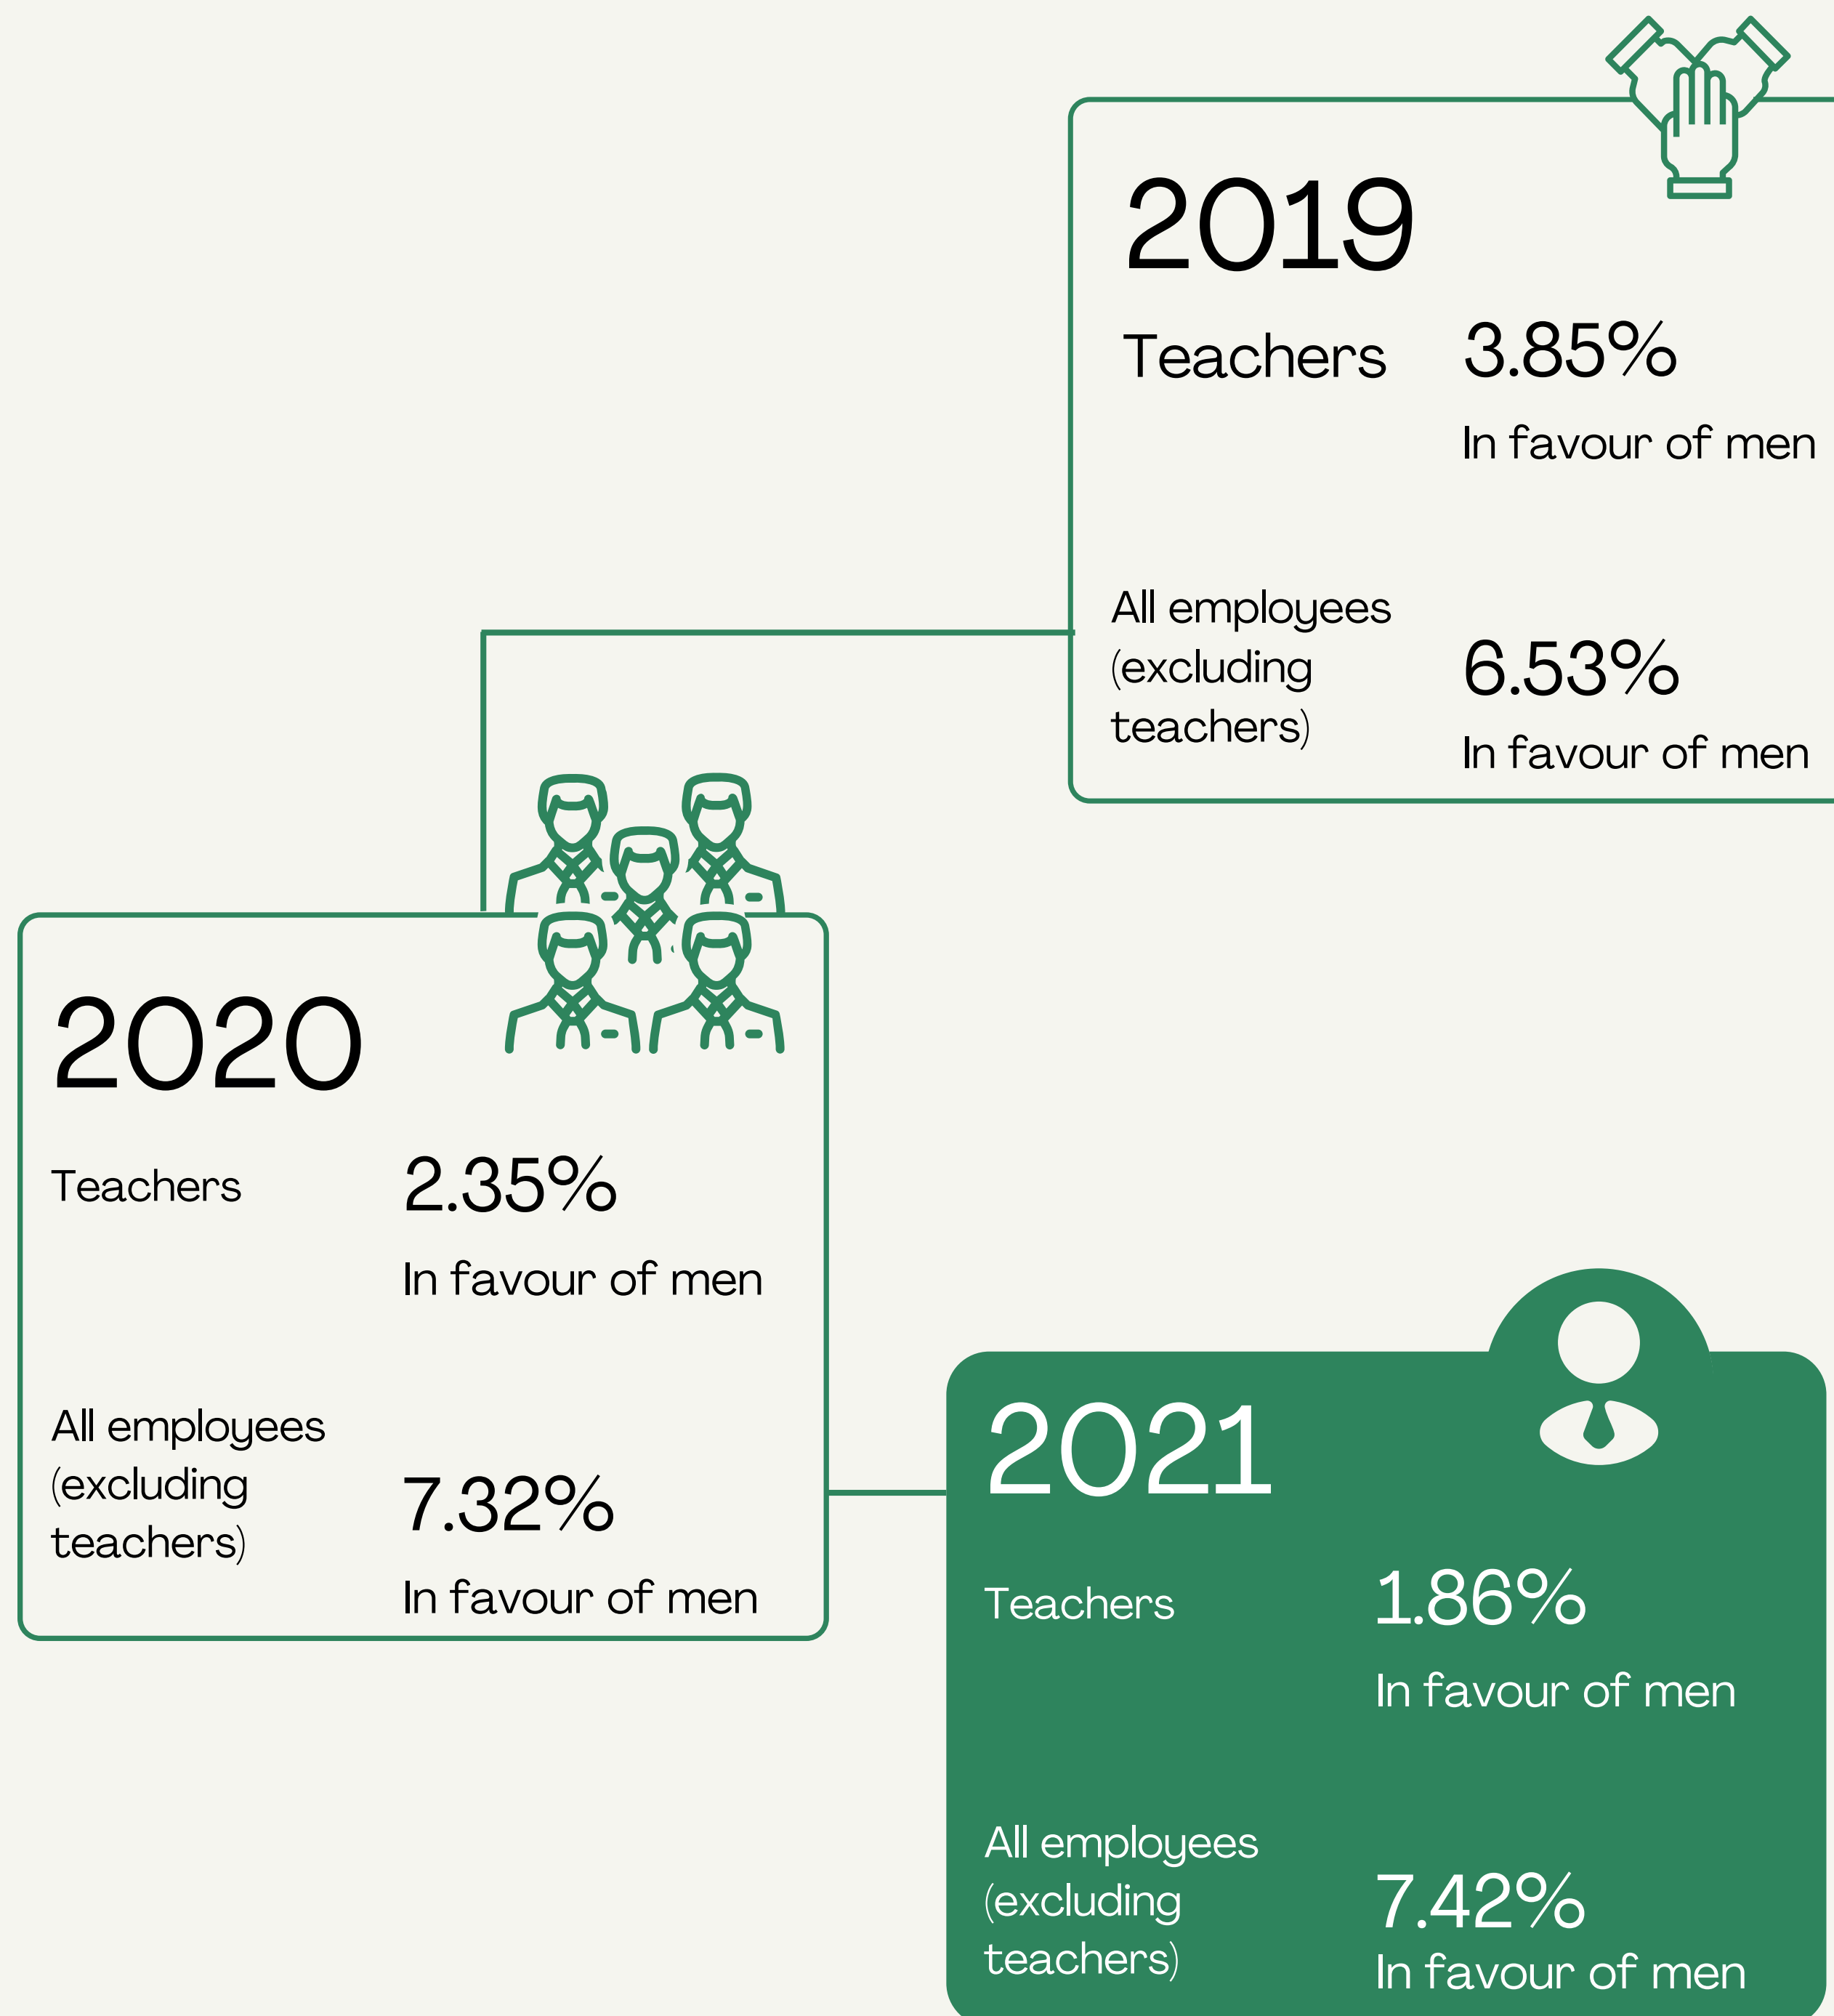 2019
Teachers 3.85%
In favour of men
All employees
(excluding
teachers)
6.53%
In favour of men
2020
Teachers 2.35%
In favour of men
All employees
(excluding
teachers)
7.32%
In favour of men
2021
Teachers 1.86%
In favour of men
All employees
(excluding
teachers)
7.42%
In favour of men